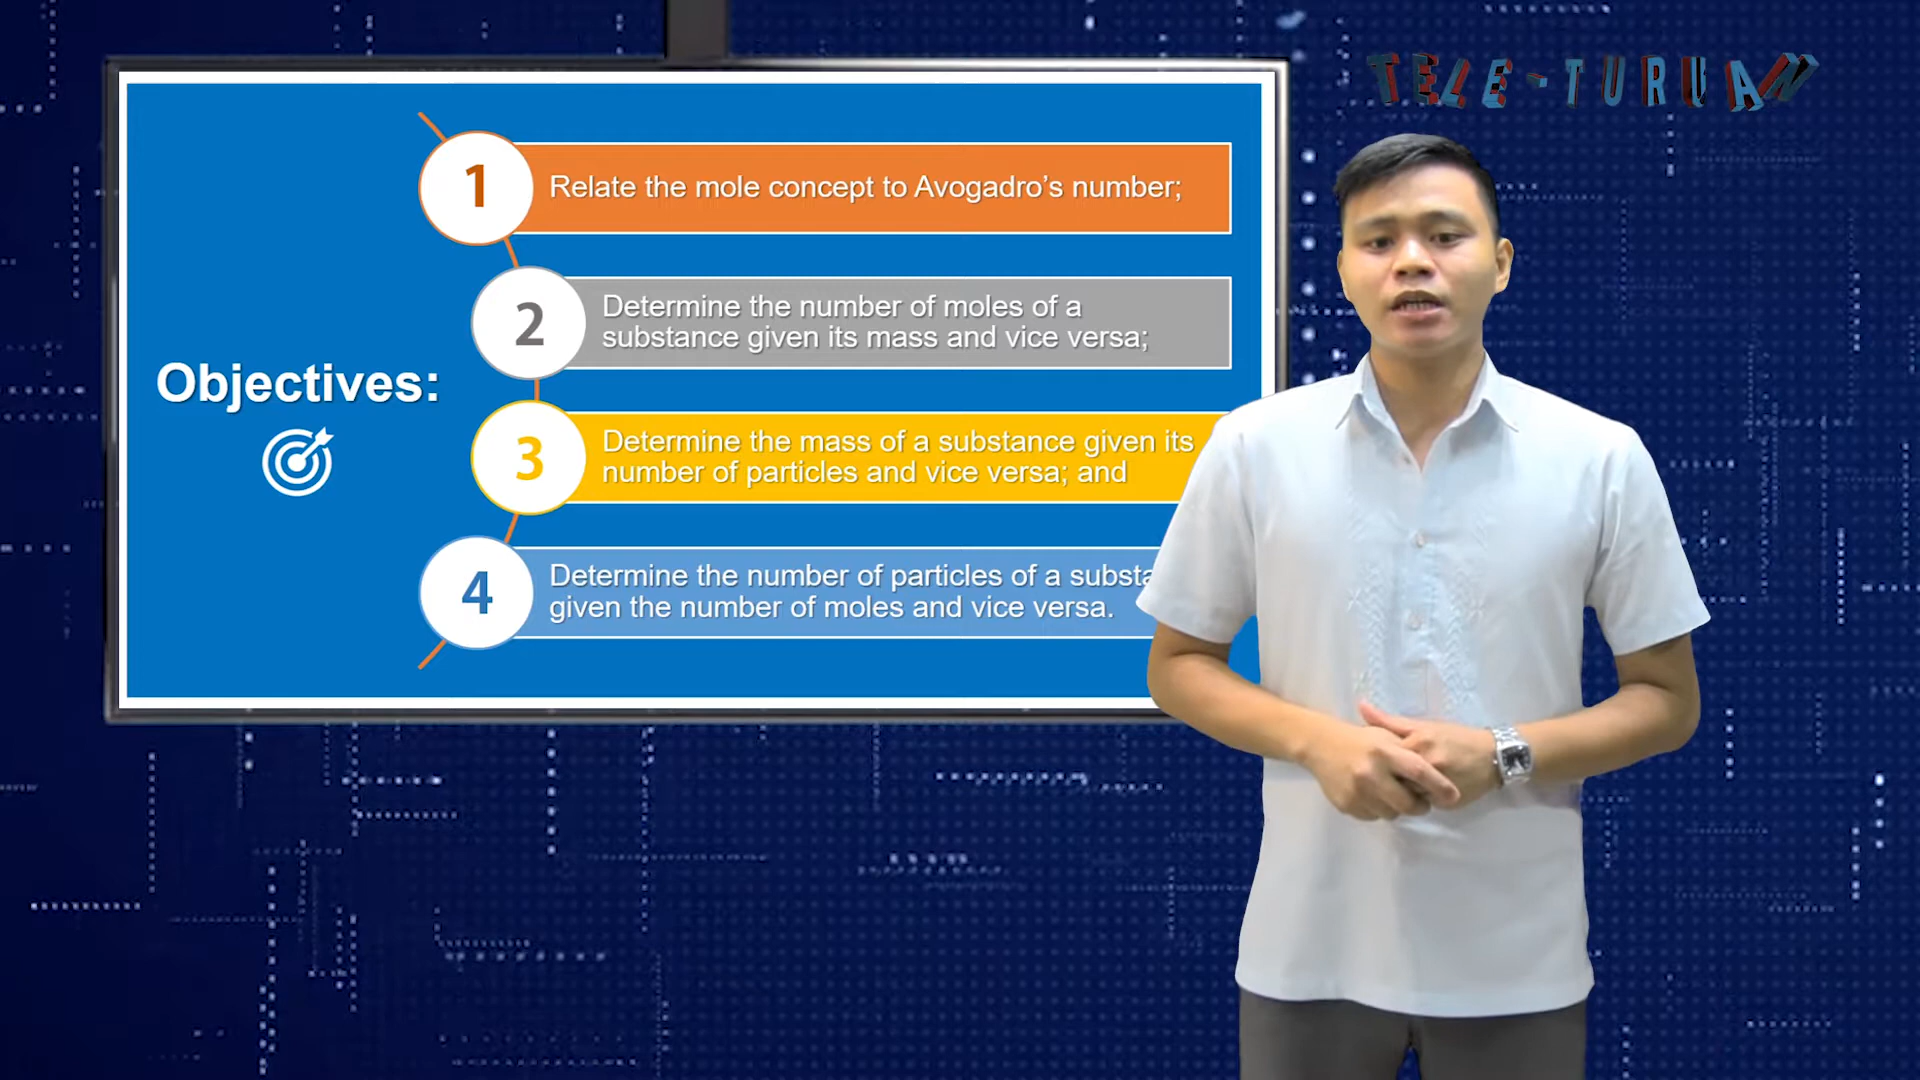 TELE-TURUAN
Objectives:
1
Relate the mole concept to Avogadro's number;
2
Determine the number of moles of a
substance given its mass and vice versa;
3
Determine the mass of a substance given its
number of particles and vice versa; and
4
Determine the number of particles of a
given the number of moles and vice versa.